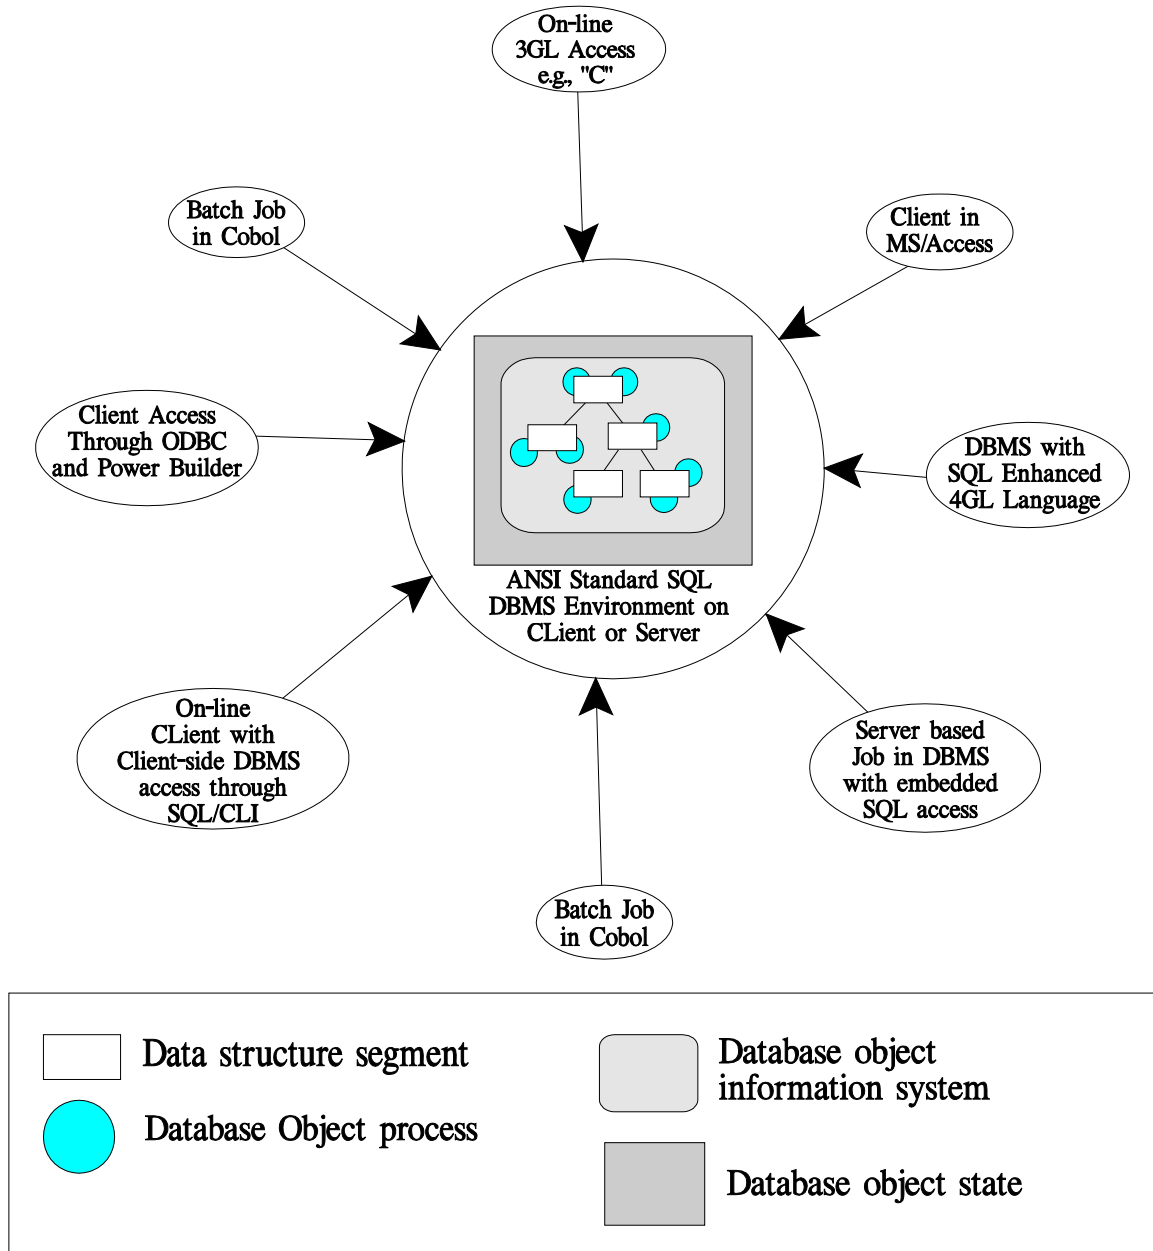 On-line
3GL Access
e.g., "C"
Batch Job
in Cobol
Client in
MS/Access
Client Access
Through ODBC
and Power Builder
DBMS with
SQL Enhanced
4GL Language
ANSI Standard SQL
DBMS Environment on
CLient or Server
On-line
CLient with
Client-side DBMS
access through
SQL/CLI
Server based
Job in DBMS
with embedded
SQL access
Batch Job
in Cobol
Data structure segment
Database Object process
Database object
information system
Database object state